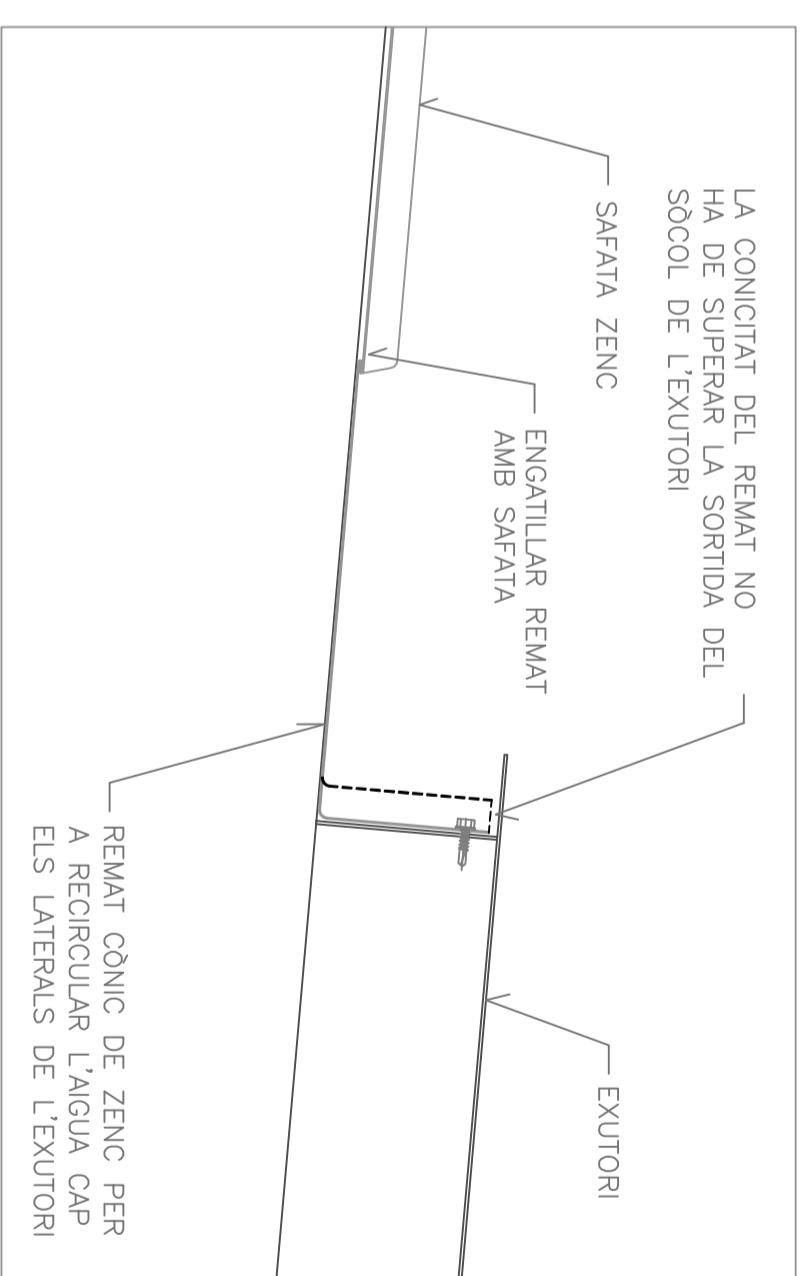 LA CONICITAT DEL REMAT NO
HA DE SUPERAR LA SORTIDA DEL
SÒCOL DE L'EXUTORI
SAFATA ZENC
ENGATILLAR REMAT
AMB SAFATA
EXUTORI
REMAT CÒNIC DE ZENC PER
A RECIRCULAR L'AIGUA CAP
ELS LATERALS DE L'EXUTORI